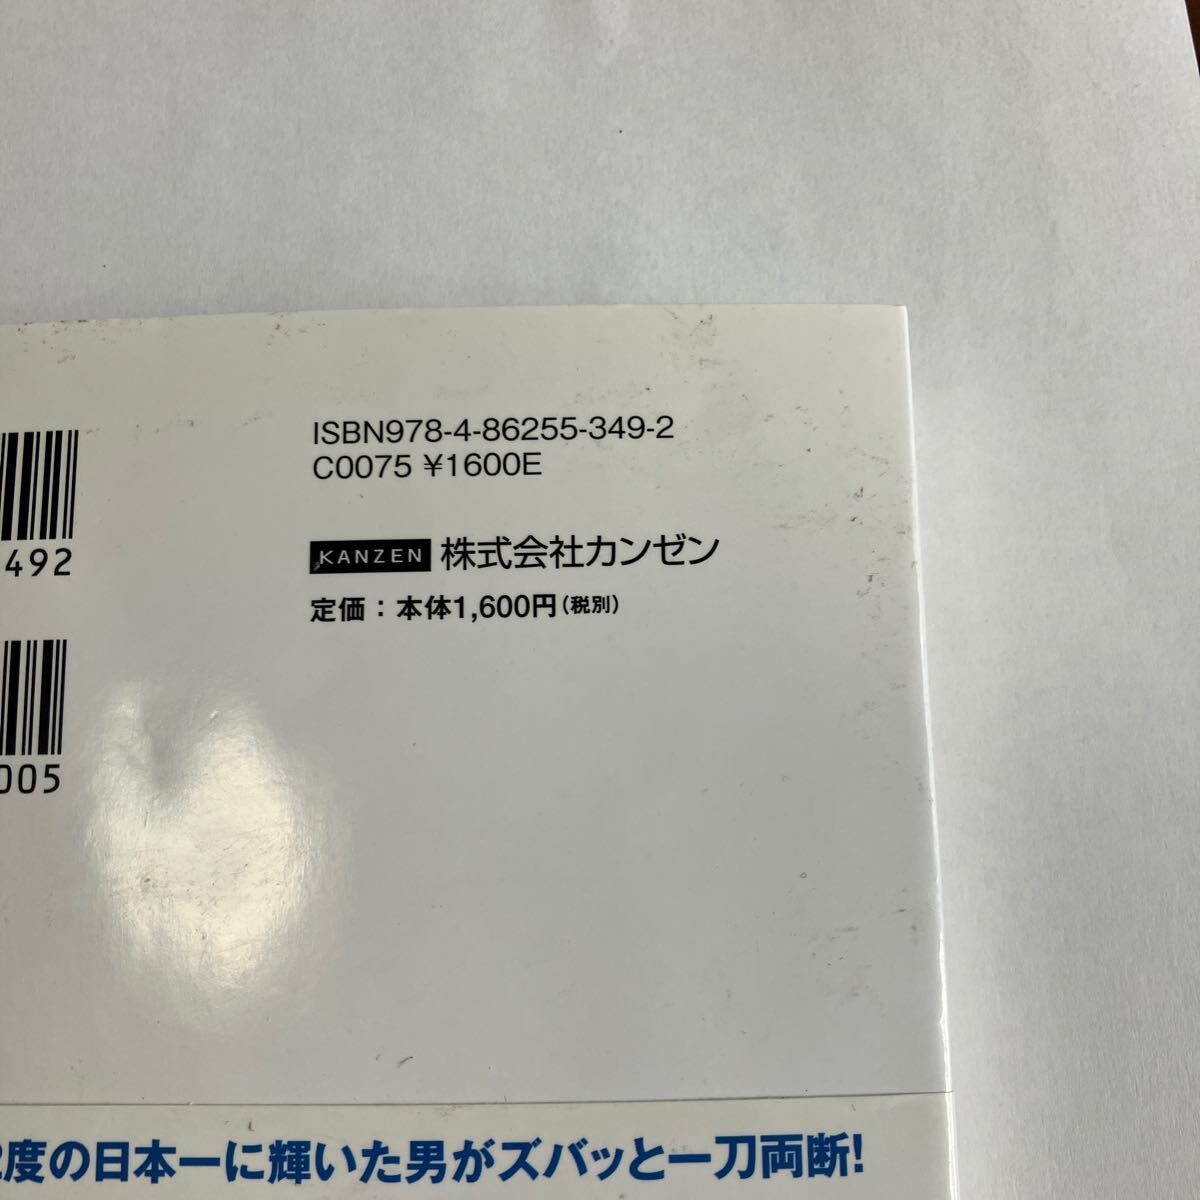 ISBN978-4-86255-349-2
C0075 ¥1600E
492
KANZEN 株式会社カンゼン
定価：本体1,600円（税別）
005
2度の日本一に輝いた男がズバッと一刀両断!